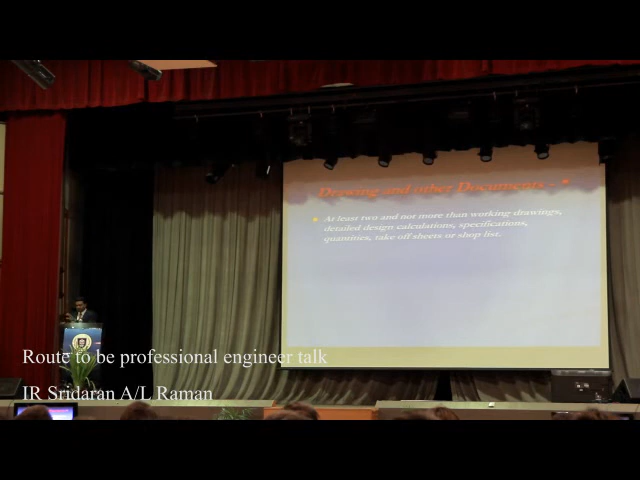 Drawing and other Documents - *
At least two and not more than working drawings,
detailed design calculations, specifications,
quantities, take off sheets or shop list.
Route to be professional engineer talk
IR Sridaran A/L Raman